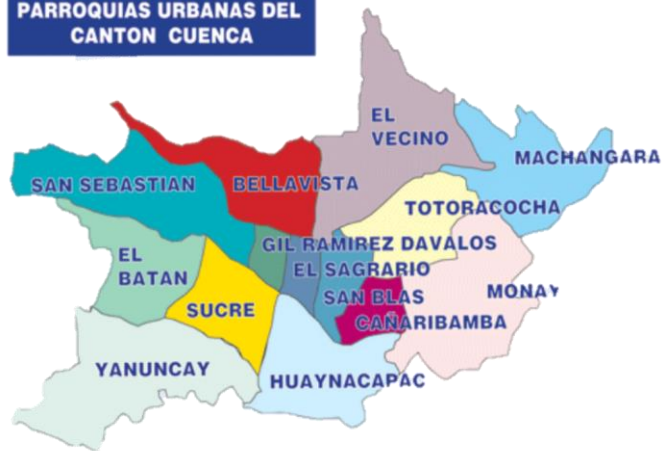 PARROQUIAS URBANAS DEL
CANTON CUENCA
EL
VECINO
MACHANGARA
SAN SEBASTIAN
BELLAVISTA
TOTORACOCHA
GIL RAMIREZ DAVALOS
EL
BATAN
EL SAGRARIO
SAN BLAS
MONAY
SUCRE
CAÑARIBAMBA
YANUNCAY
HUAYNACAPAC